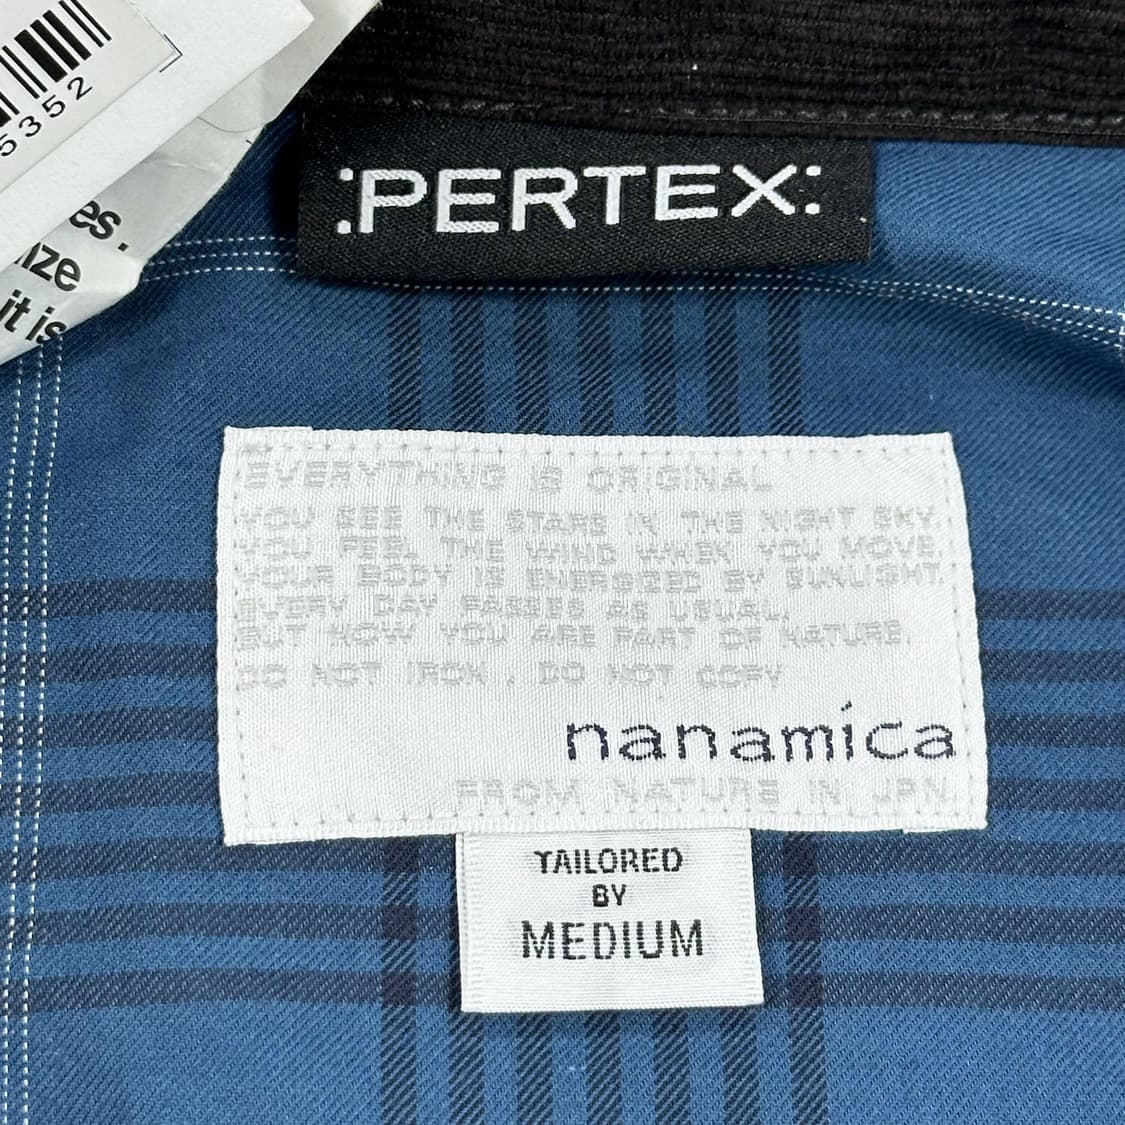 5352
es.
ize
it is
:PERTEX:
EVERYTHING IS ORIGINAL
YOU SEE THE STARS IN THE NIGHT SKY.
YOU FEEL THE WIND WHEN YOU MOVE.
YOUR BODY IS ENERGIZED BY SUNLIGHT.
EVERY DAY PASSES AS USUAL,
BUT NOW YOU ARE PART OF NATURE.
DO NOT IRON , DO NOT COPY
nanamica
FROM NATURE IN JPN.
TAILORED
BY
MEDIUM